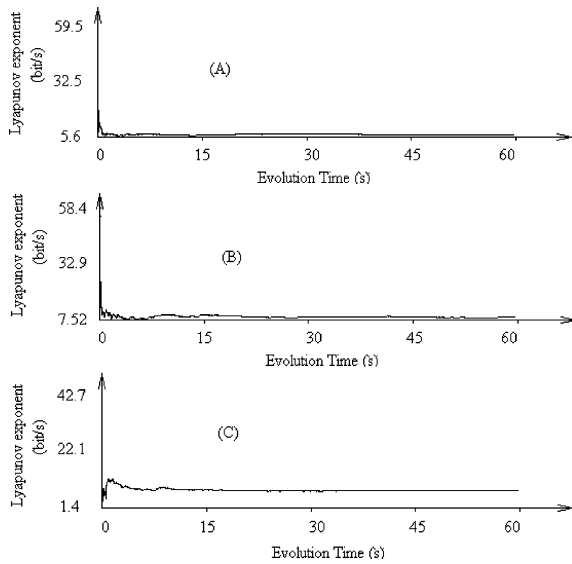 Lyapunov exponent
(bit/s)
59.5
32.5
5.6
(A)
0 15 30 45 60
Evolution Time ('s)
Lyapunov exponent
(bit/s)
58.4
32.9
7.52
(B)
0 15 30 45 60
Evolution Time ('s)
Lyapunov exponent
(bit/s)
42.7
22.1
1.4
(C)
0 15 30 45 60
Evolution Time ('s)